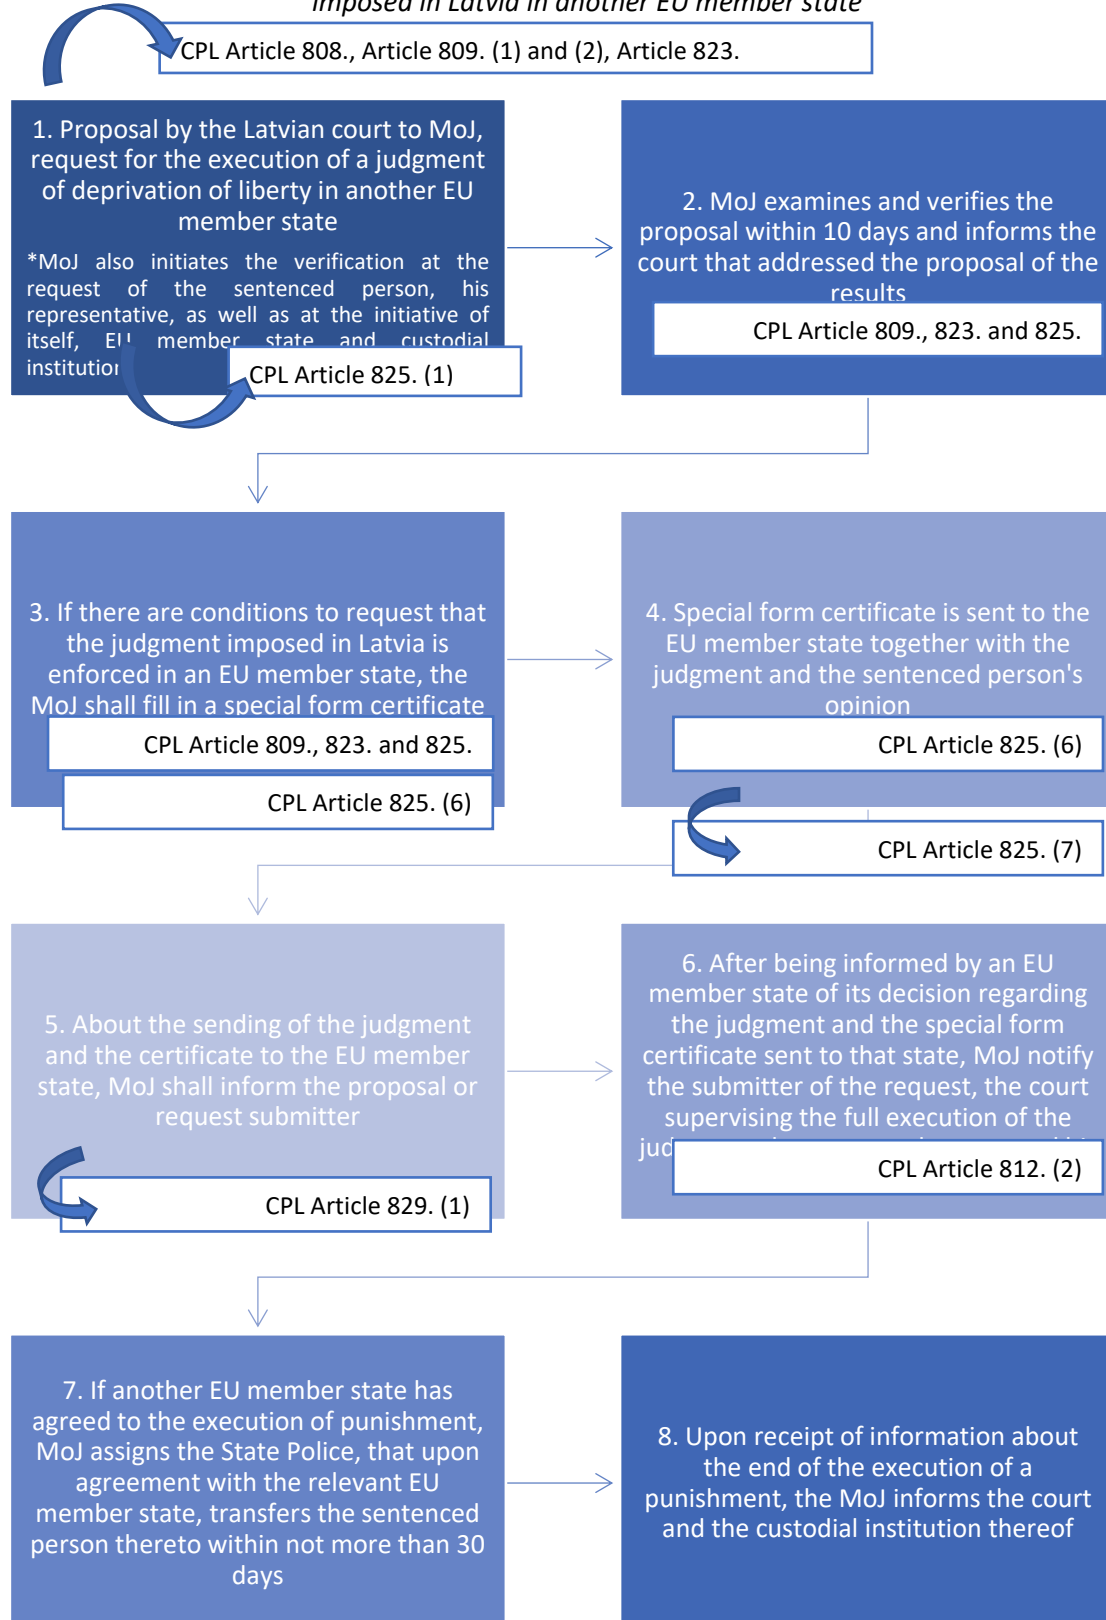 imposed in Latvia in another EU member state
CPL Article 808., Article 809. (1) and (2), Article 823.
1. Proposal by the Latvian court to MoJ,
request for the execution of a judgment
of deprivation of liberty in another EU
member state
*MoJ also initiates the verification at the
request of the sentenced person, his
representative, as well as at the initiative of
itself, EU member state and custodial
institution
CPL Article 825. (1)
2. MoJ examines and verifies the
proposal within 10 days and informs the
court that addressed the proposal of the
results
CPL Article 809., 823. and 825.
3. If there are conditions to request that
the judgment imposed in Latvia is
enforced in an EU member state, the
MoJ shall fill in a special form certificate
CPL Article 809., 823. and 825.
CPL Article 825. (6)
4. Special form certificate is sent to the
EU member state together with the
judgment and the sentenced person's
opinion
CPL Article 825. (6)
CPL Article 825. (7)
5. About the sending of the judgment
and the certificate to the EU member
state, MoJ shall inform the proposal or
request submitter
CPL Article 829. (1)
6. After being informed by an EU
member state of its decision regarding
the judgment and the special form
certificate sent to that state, MoJ notify
the submitter of the request, the court
supervising the full execution of the
CPL Article 812. (2)
7. If another EU member state has
agreed to the execution of punishment,
MoJ assigns the State Police, that upon
agreement with the relevant EU
member state, transfers the sentenced
person thereto within not more than 30
days
8. Upon receipt of information about
the end of the execution of a
punishment, the MoJ informs the court
and the custodial institution thereof